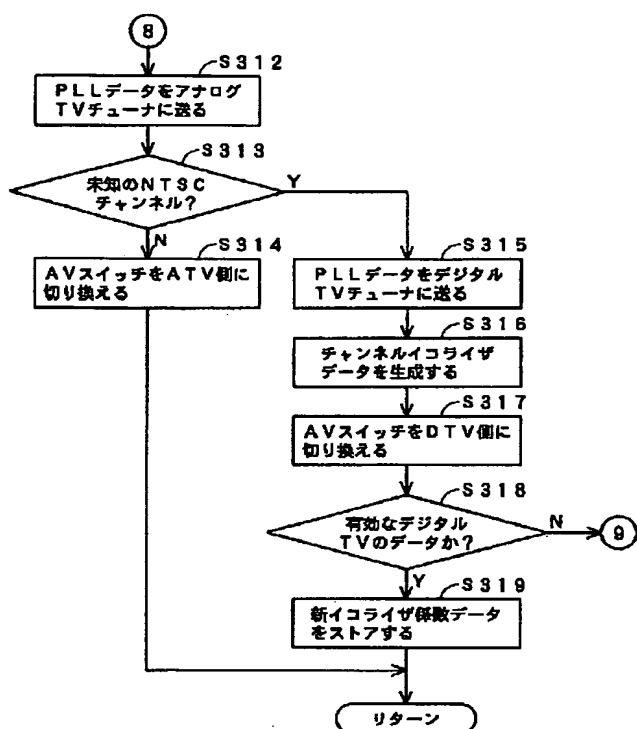 8
S312
PLLデータをアナログ
TVチューナに送る
S313
未知のNTSC
チャンネル?
Y
N
S314
AVスイッチをATV側に
切り換える
S315
PLLデータをデジタル
TVチューナに送る
S316
チャンネルイコライザ
データを生成する
S317
AVスイッチをDTV側に
切り換える
S318
有効なデジタル
TVのデータか?
N
9
Y
S319
新イコライザ係数データ
をストアする
リターン